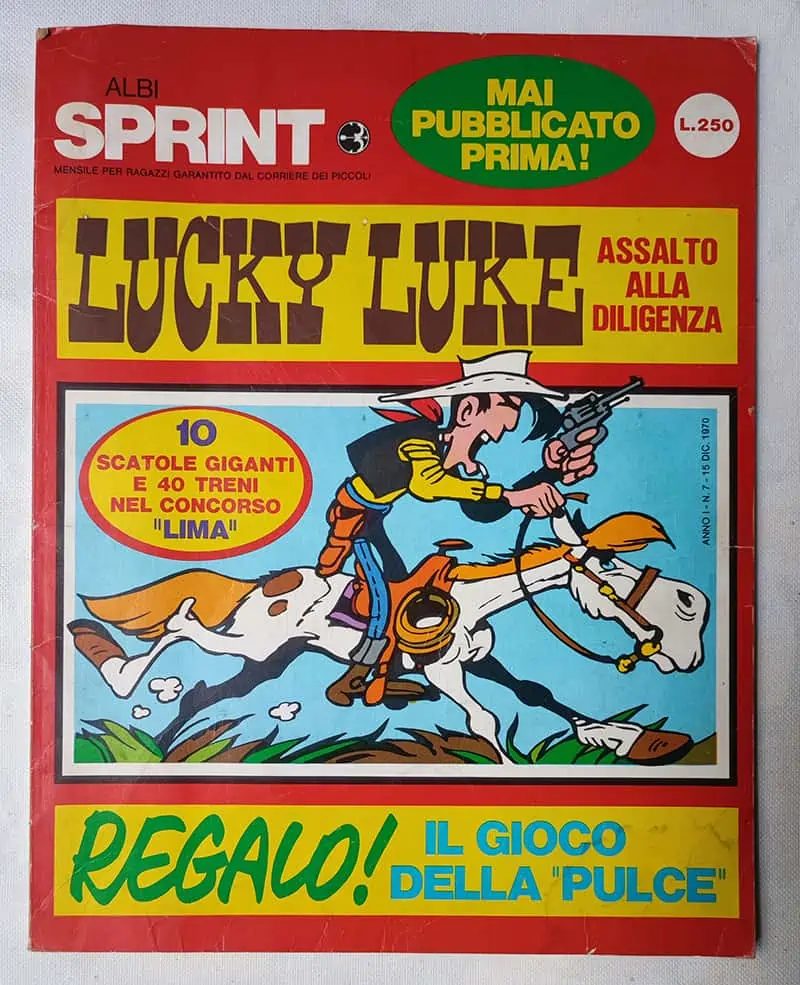 ALBI
SPRINT
MENSILE PER RAGAZZI GARANTITO DAL CORRIERE DEI PICCOLI
MAI
PUBBLICATO
PRIMA!
L.250
LUCKY LUKE
ASSALTO
ALLA
DILIGENZA
10
SCATOLE GIGANTI
E 40 TRENI
NEL CONCORSO
"LIMA"
ANNO I - N. 7 - 15 DIC. 1970
REGALO!
IL GIOCO
DELLA "PULCE"